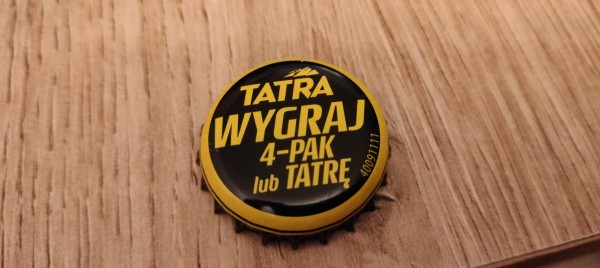 TATRA
WYGRAJ
4-PAK
lub TATRĘ
40091111